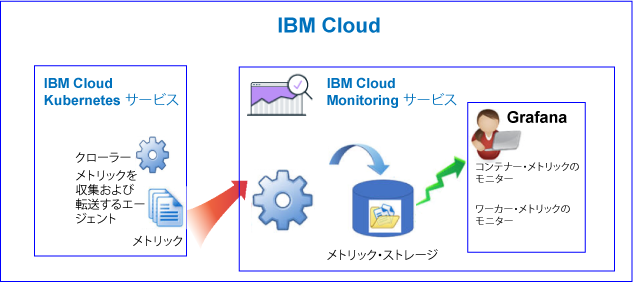 IBM Cloud
IBM Cloud
Kubernetes サービス
クローラー
メトリックを
収集および
転送するエー
ジェント
メトリック
IBM Cloud
Monitoring サービス
メトリック・ストレージ
Grafana
コンテナー・メトリックの
モニター
ワーカー・メトリックの
モニター